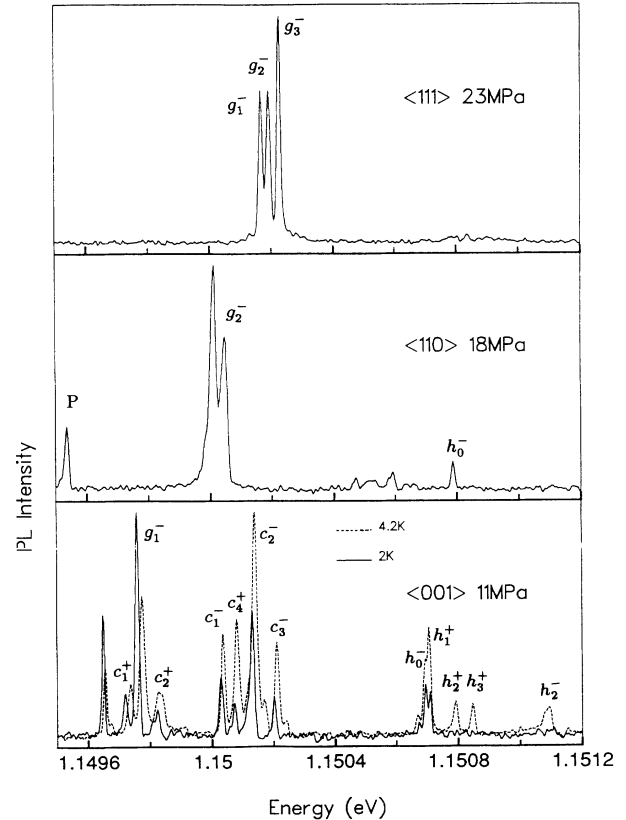 g₃⁻
g₂⁻
g₁⁻
<111> 23MPa
g₂⁻
<110> 18MPa
P
h₀⁻
PL Intensity
4.2K
2K
g₁⁻
c₂⁻
<001> 11MPa
c₁⁻ c₄⁺ c₃⁻
c₁⁺ c₂⁺
h₁⁺
h₀⁻ h₂⁺ h₃⁺ h₂⁻
1.1496 1.15 1.1504 1.1508 1.1512
Energy (eV)